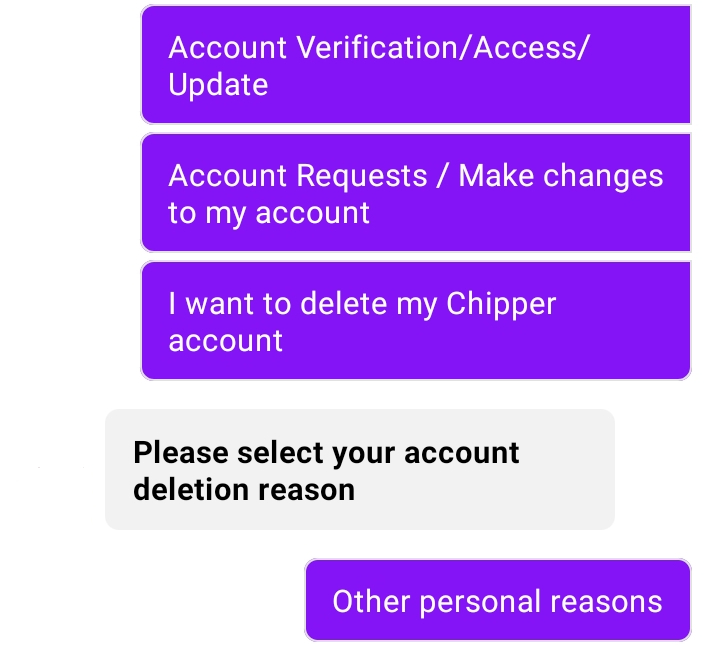 Account Verification/Access/
Update
Account Requests / Make changes
to my account
I want to delete my Chipper
account
Please select your account
deletion reason
Other personal reasons